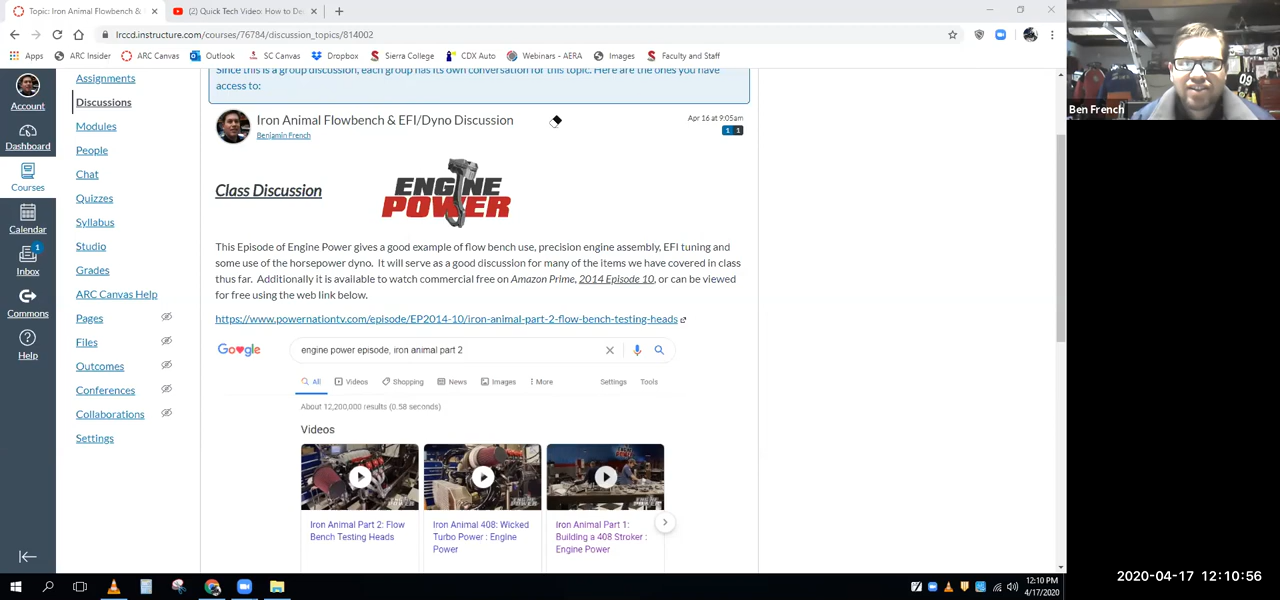 Topic: Iron Animal Flowbench &
(2) Quick Tech Video: How to De
lrccd.instructure.com/courses/76784/discussion_topics/814002
Apps
ARC Insider
ARC Canvas
Outlook
SC Canvas
Dropbox
Sierra College
CDX Auto
Webinars - AERA
Images
Faculty and Staff
Account
Dashboard
Courses
Calendar
1
Inbox
Commons
Help
Assignments
Discussions
Modules
People
Chat
Quizzes
Syllabus
Studio
Grades
ARC Canvas Help
Pages
Files
Outcomes
Conferences
Collaborations
Settings
Since this is a group discussion, each group has its own conversation for this topic. Here are the ones you have
access to:
Iron Animal Flowbench & EFI/Dyno Discussion
Benjamin French
Apr 16 at 9:05am
1 1
Class Discussion
ENGINE
POWER
This Episode of Engine Power gives a good example of flow bench use, precision engine assembly, EFI tuning and
some use of the horsepower dyno. It will serve as a good discussion for many of the items we have covered in class
thus far. Additionally it is available to watch commercial free on Amazon Prime, 2014 Episode 10, or can be viewed
for free using the web link below.
https://www.powernationtv.com/episode/EP2014-10/iron-animal-part-2-flow-bench-testing-heads
engine power episode, iron animal part 2
All
Videos
Shopping
News
Images
More
Settings
Tools
About 12,200,000 results (0.58 seconds)
Videos
Iron Animal Part 2: Flow
Bench Testing Heads
Iron Animal 408: Wicked
Turbo Power : Engine
Power
Iron Animal Part 1:
Building a 408 Stroker :
Engine Power
Ben French
09
12:10 PM
4/17/2020
2020-04-17 12:10:56